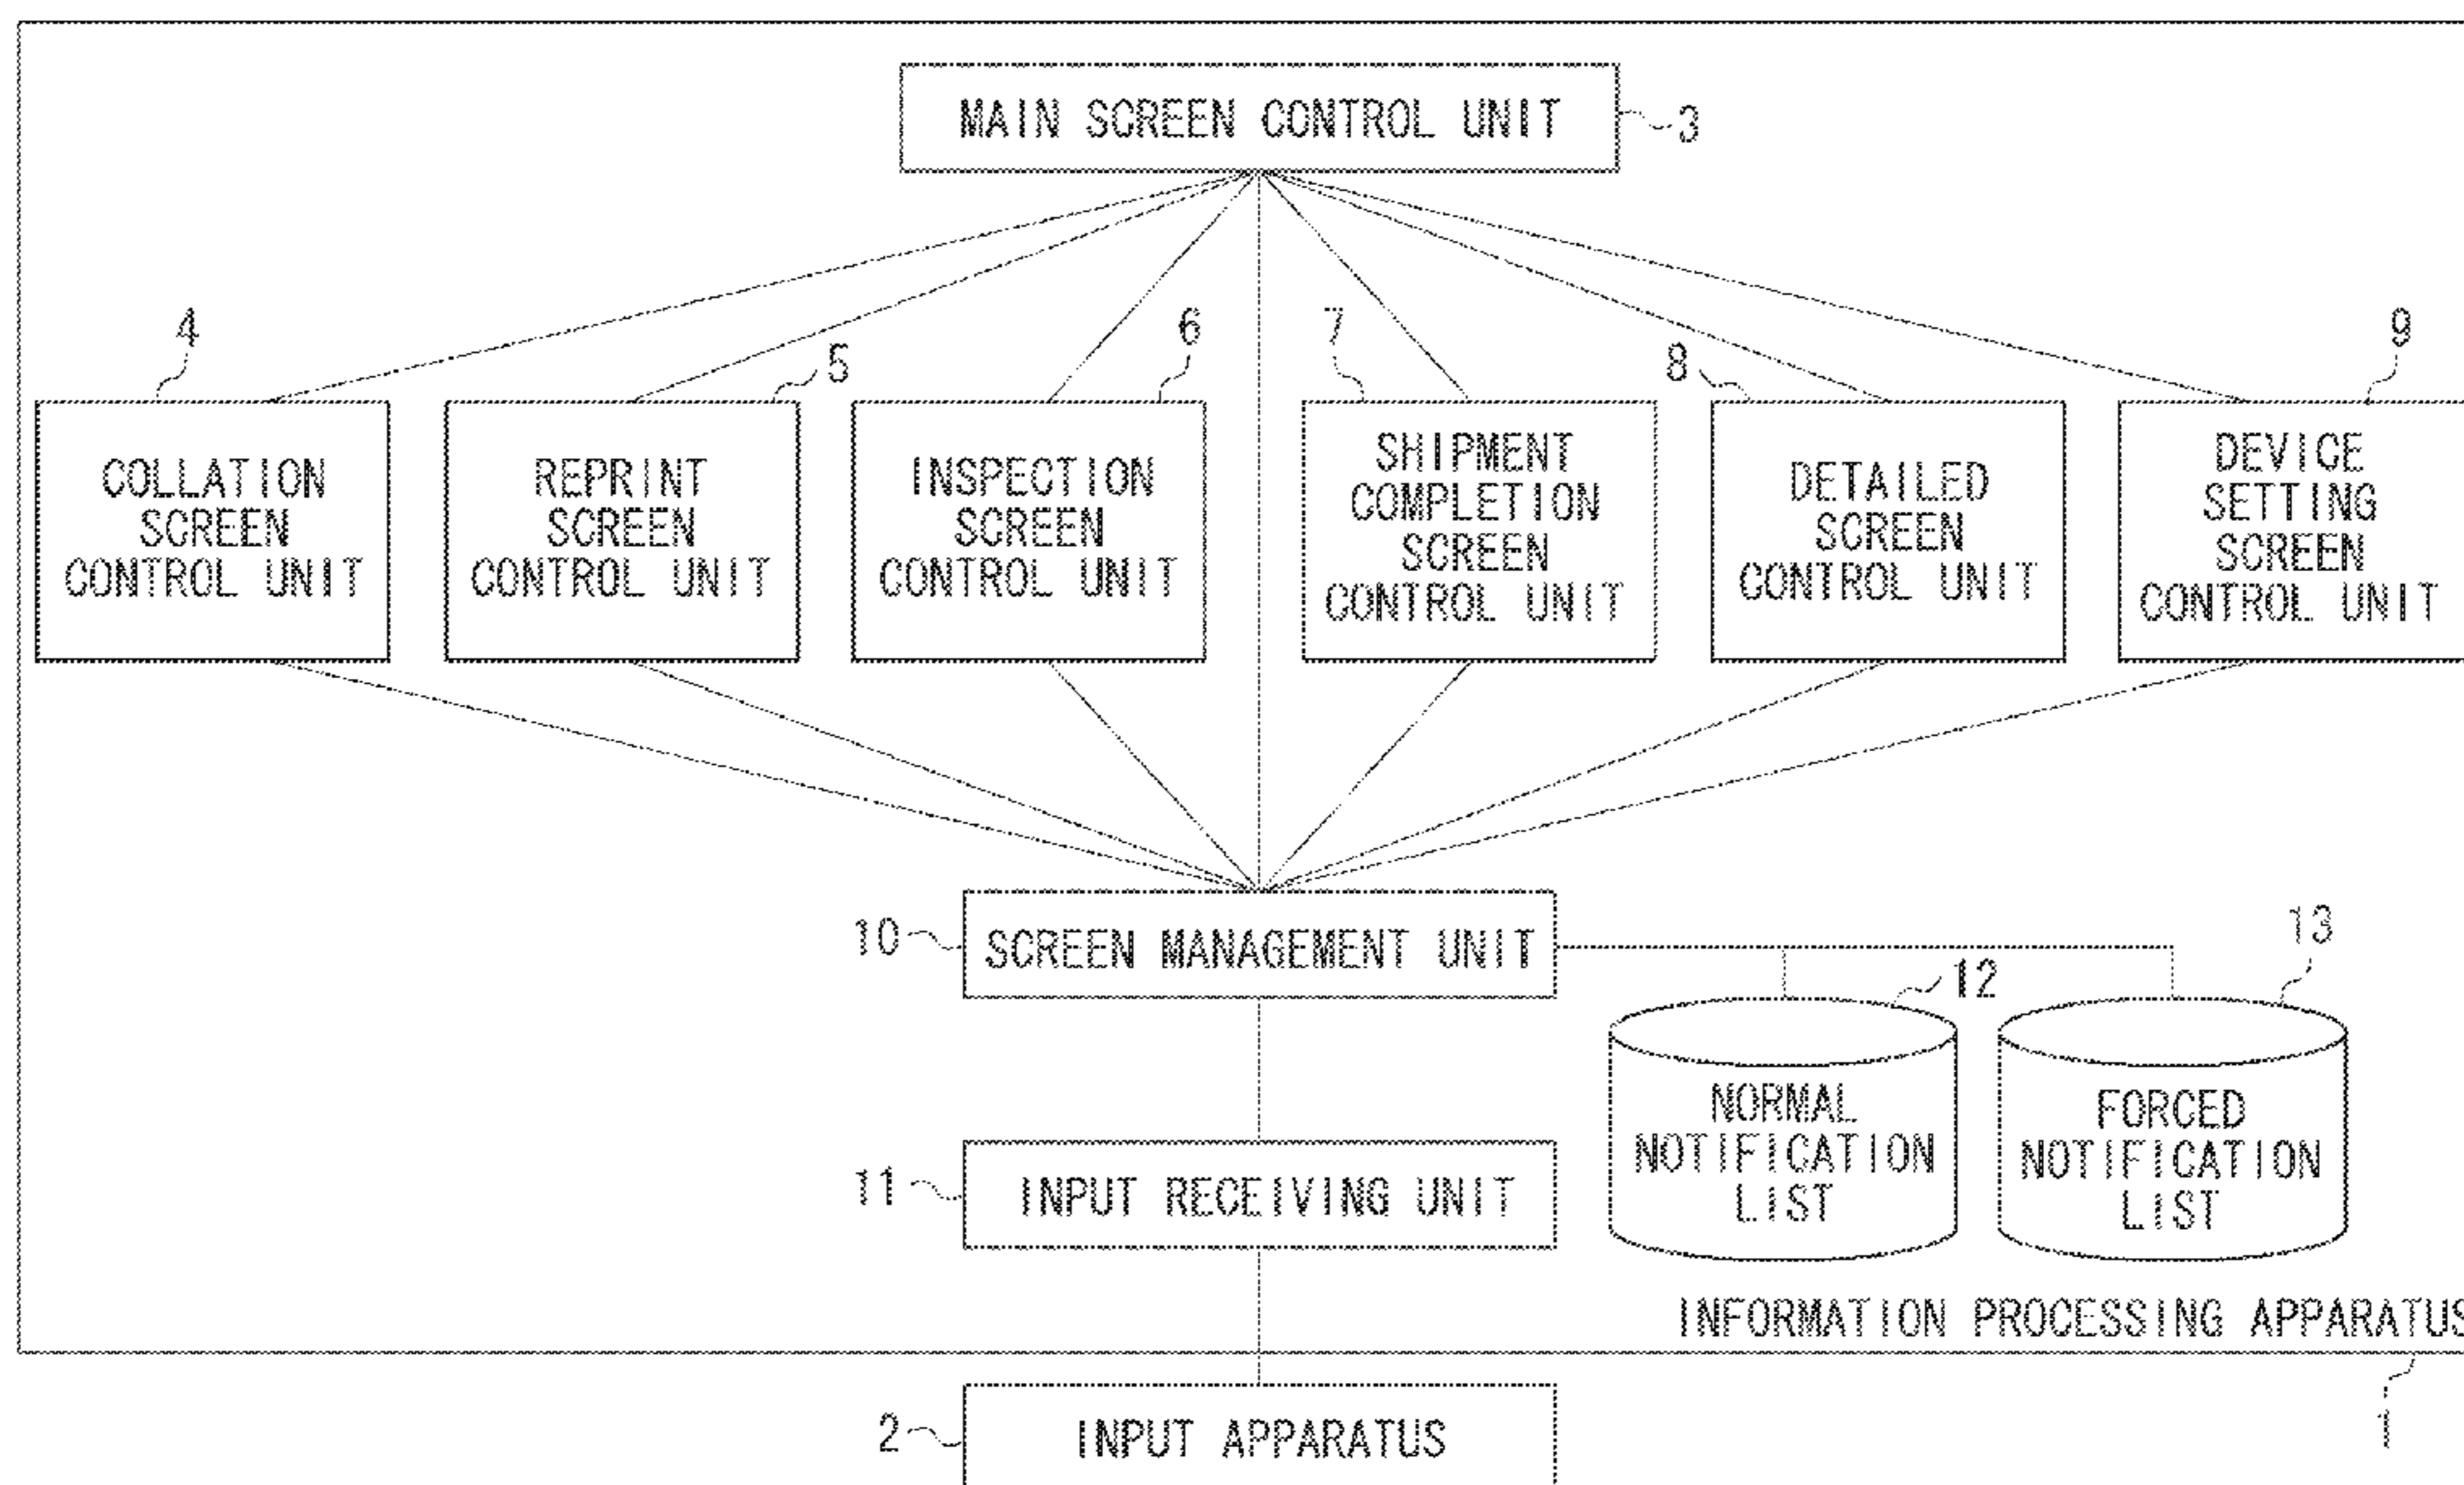 MAIN SCREEN CONTROL UNIT
3
4
5
6
7
8
9
COLLATION
SCREEN
CONTROL UNIT
REPRINT
SCREEN
CONTROL UNIT
INSPECTION
SCREEN
CONTROL UNIT
SHIPMENT
COMPLETION
SCREEN
CONTROL UNIT
DETAILED
SCREEN
CONTROL UNIT
DEVICE
SETTING
SCREEN
CONTROL UNIT
10
SCREEN MANAGEMENT UNIT
12
13
NORMAL
NOTIFICATION
LIST
FORCED
NOTIFICATION
LIST
11
INPUT RECEIVING UNIT
INFORMATION PROCESSING APPARATUS
1
2
INPUT APPARATUS